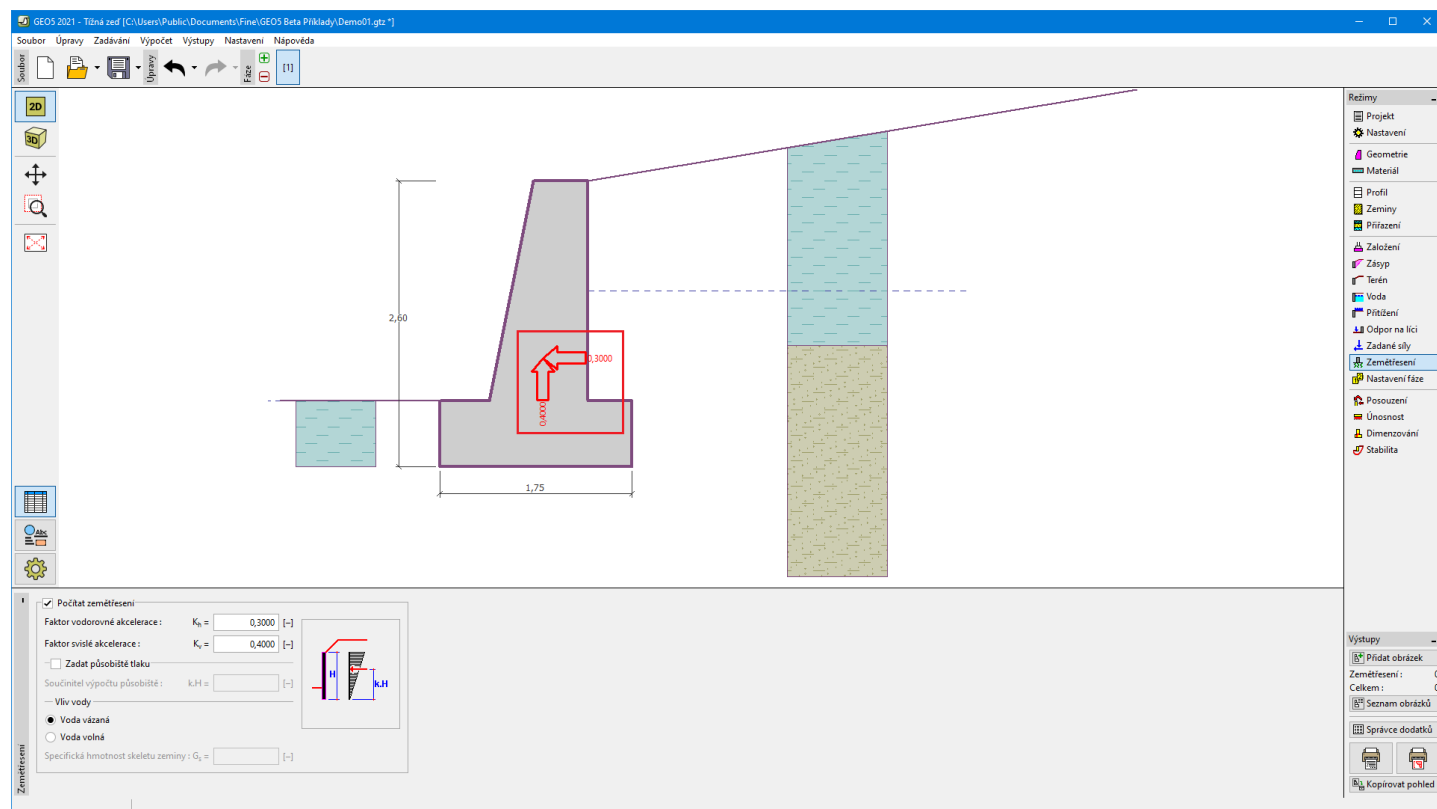 GEO5 2021 - Tížná zeď [C:\Users\Public\Documents\Fine\GEO5 Beta Příklady\Demo01.gtz *]
Soubor Úpravy Zadávání Výpočet Výstupy Nastavení Nápověda
Soubor
Úpravy
Fáze
[1]
2D
3D
2,60
0,3000
0,4000
1,75
Režimy
Projekt
Nastavení
Geometrie
Materiál
Profil
Zeminy
Přiřazení
Založení
Zásyp
Terén
Voda
Přitížení
Odpor na líci
Zadané síly
Zemětřesení
Nastavení fáze
Posouzení
Únosnost
Dimenzování
Stabilita
Abc
Zemětřesení
Počítat zemětřesení
Faktor vodorovné akcelerace : Kh = 0,3000 [–]
Faktor svislé akcelerace : Kv = 0,4000 [–]
Zadat působiště tlaku
Součinitel výpočtu působiště : k.H = [–]
Vliv vody
Voda vázaná
Voda volná
Specifická hmotnost skeletu zeminy : Gs = [–]
H
k.H
Výstupy
Přidat obrázek
Zemětřesení : 0
Celkem : 0
Seznam obrázků
Správce dodatků
Kopírovat pohled